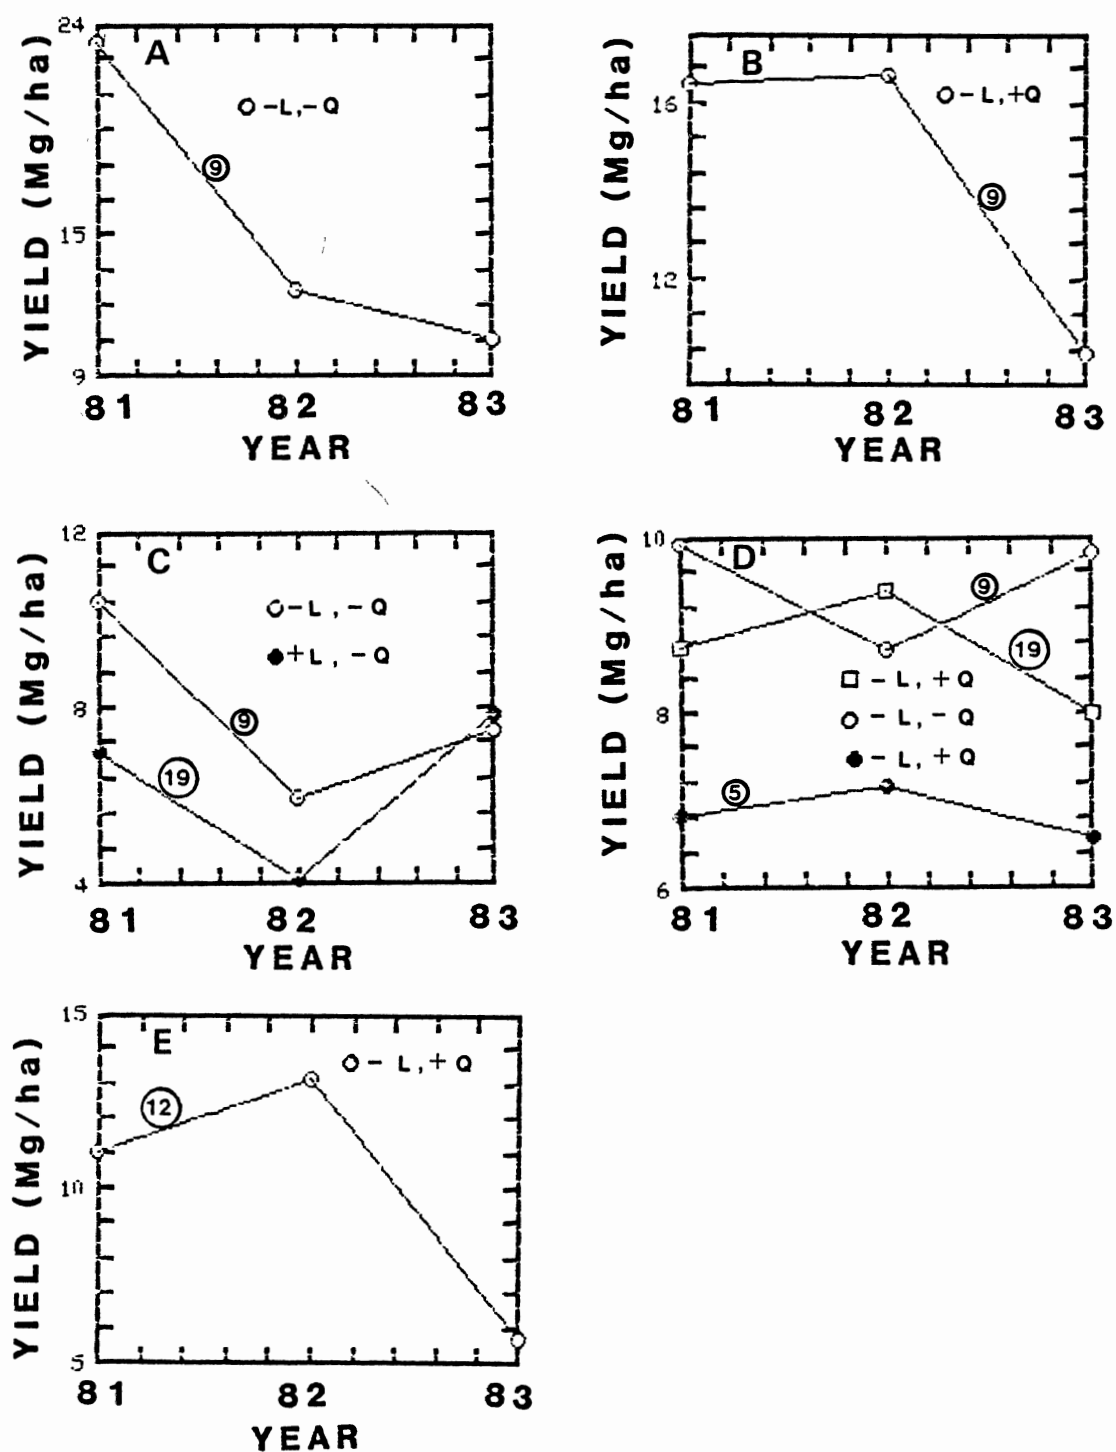 24
A
○-L,-Q
9
15
9
YIELD (Mg/ha)
81 82 83
YEAR
B
○-L,+Q
16
9
12
YIELD (Mg/ha)
81 82 83
YEAR
12
C
○-L,-Q
●+L,-Q
8
9
19
4
YIELD (Mg/ha)
81 82 83
YEAR
10
D
9
19
□-L,+Q
○-L,-Q
●-L,+Q
8
5
6
YIELD (Mg/ha)
81 82 83
YEAR
15
E
○-L,+Q
12
10
5
YIELD (Mg/ha)
81 82 83
YEAR